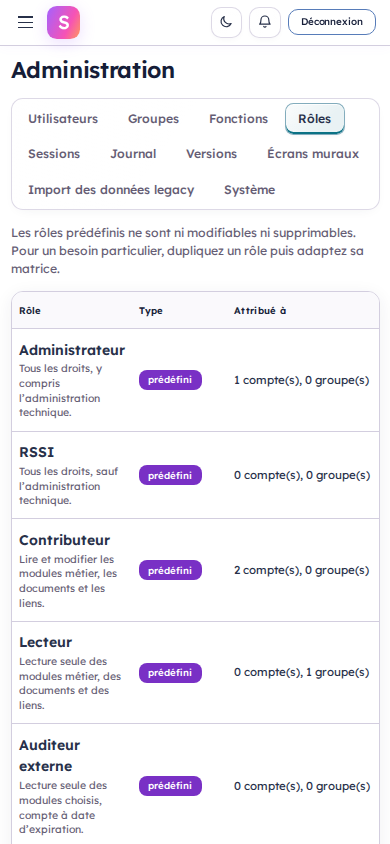 S
Déconnexion
Administration
Utilisateurs Groupes Fonctions Rôles
Sessions Journal Versions Écrans muraux
Import des données legacy Système
Les rôles prédéfinis ne sont ni modifiables ni supprimables.
Pour un besoin particulier, dupliquez un rôle puis adaptez sa
matrice.
Rôle Type Attribué à
Administrateur
Tous les droits, y
compris
l’administration
technique.
prédéfini
1 compte(s), 0 groupe(s)
RSSI
Tous les droits, sauf
l’administration
technique.
prédéfini
0 compte(s), 0 groupe(s)
Contributeur
Lire et modifier les
modules métier, les
documents et les
liens.
prédéfini
2 compte(s), 0 groupe(s)
Lecteur
Lecture seule des
modules métier, des
documents et des
liens.
prédéfini
0 compte(s), 1 groupe(s)
Auditeur
externe
Lecture seule des
modules choisis,
compte à date
d’expiration.
prédéfini
0 compte(s), 0 groupe(s)